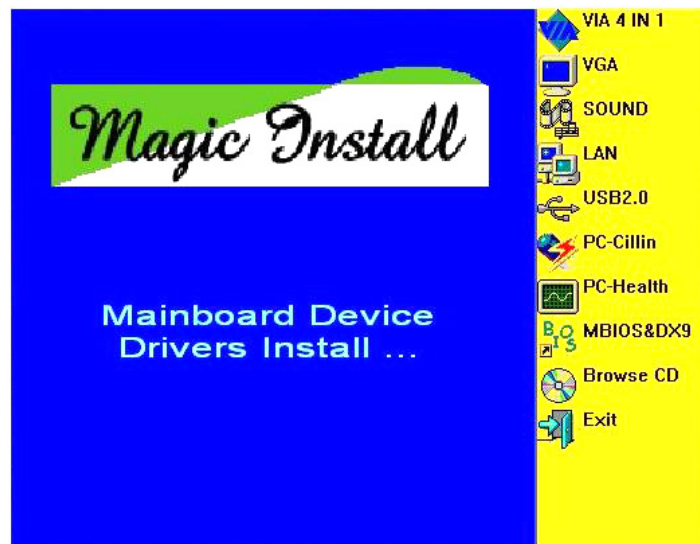 Magic Install
Mainboard Device
Drivers Install ...
VIA 4 IN 1
VGA
SOUND
LAN
USB2.0
PC-Cillin
PC-Health
BIOS
MBIOS&DX9
Browse CD
Exit